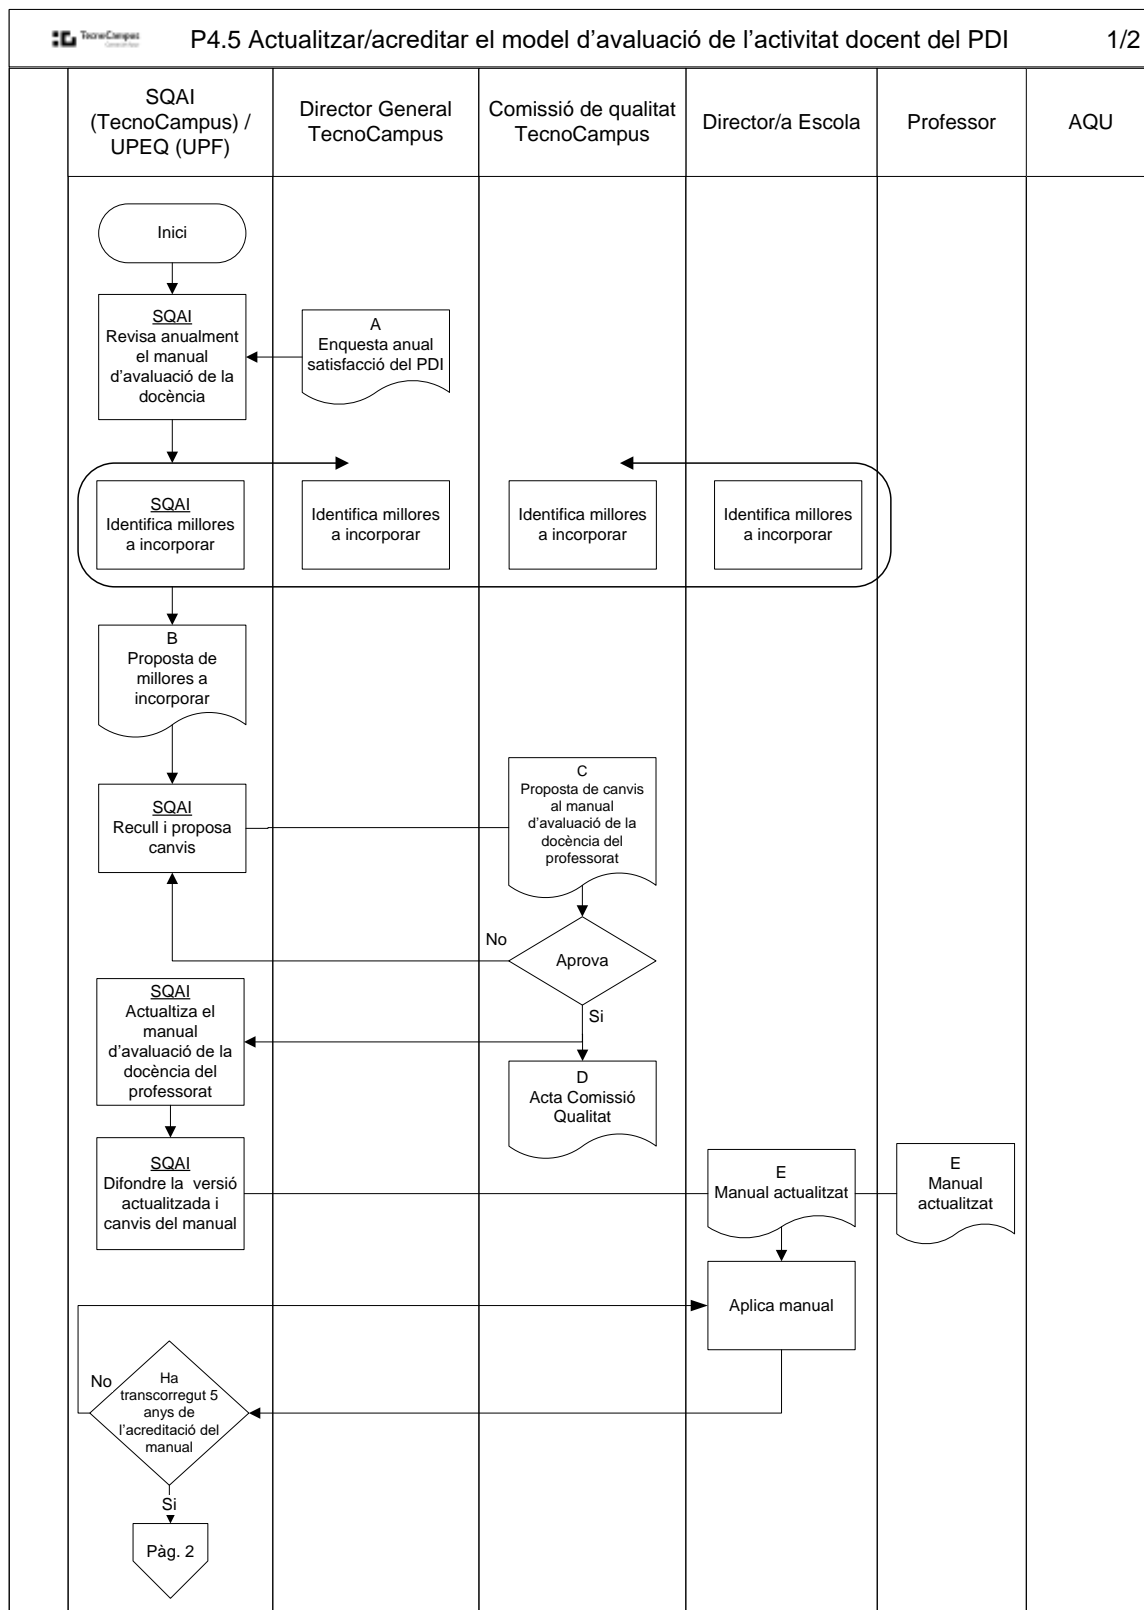 TecnoCampus
P4.5 Actualitzar/acreditar el model d'avaluació de l'activitat docent del PDI
1/2
SQAI
(TecnoCampus) /
UPEQ (UPF)
Director General
TecnoCampus
Comissió de qualitat
TecnoCampus
Director/a Escola
Professor
AQU
Inici
SQAI
Revisa anualment
el manual
d'avaluació de la
docència
A
Enquesta anual
satisfacció del PDI
SQAI
Identifica millores
a incorporar
Identifica millores
a incorporar
Identifica millores
a incorporar
Identifica millores
a incorporar
B
Proposta de
millores a
incorporar
SQAI
Recull i proposa
canvis
C
Proposta de canvis
al manual
d'avaluació de la
docència del
professorat
No
Aprova
Si
SQAI
Actualtiza el
manual
d'avaluació de la
docència del
professorat
D
Acta Comissió
Qualitat
SQAI
Difondre la  versió
actualitzada i
canvis del manual
E
Manual actualitzat
E
Manual
actualitzat
Aplica manual
No
Ha
transcorregut 5
anys de
l'acreditació del
manual
Si
Pàg. 2